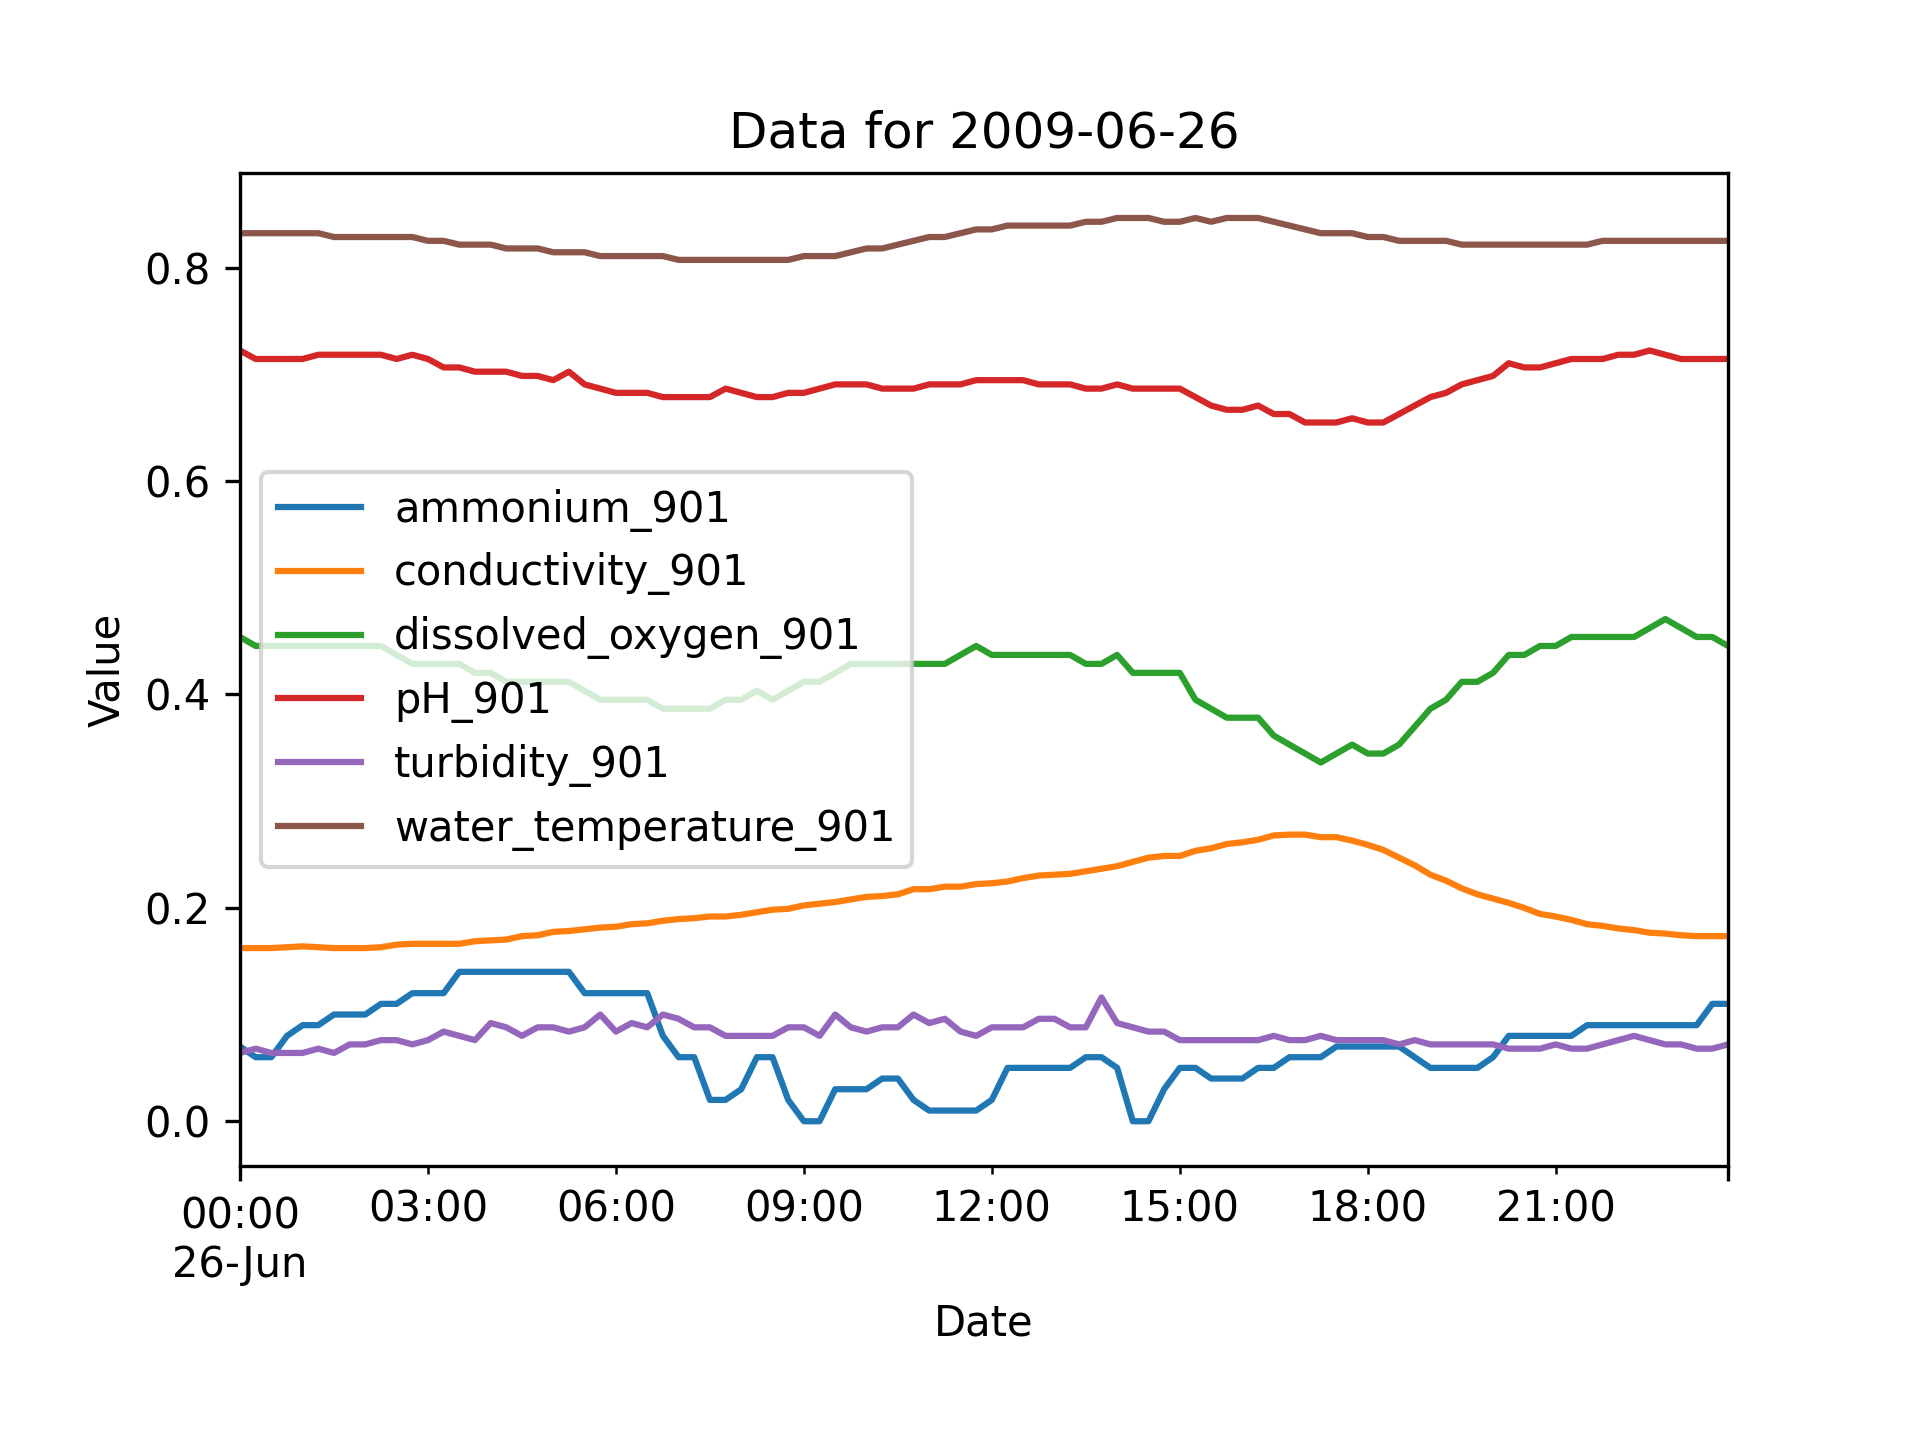 Data for 2009-06-26
Value
0.8
0.6
0.4
0.2
0.0
ammonium_901
conductivity_901
dissolved_oxygen_901
pH_901
turbidity_901
water_temperature_901
00:00 03:00 06:00 09:00 12:00 15:00 18:00 21:00
26-Jun
Date